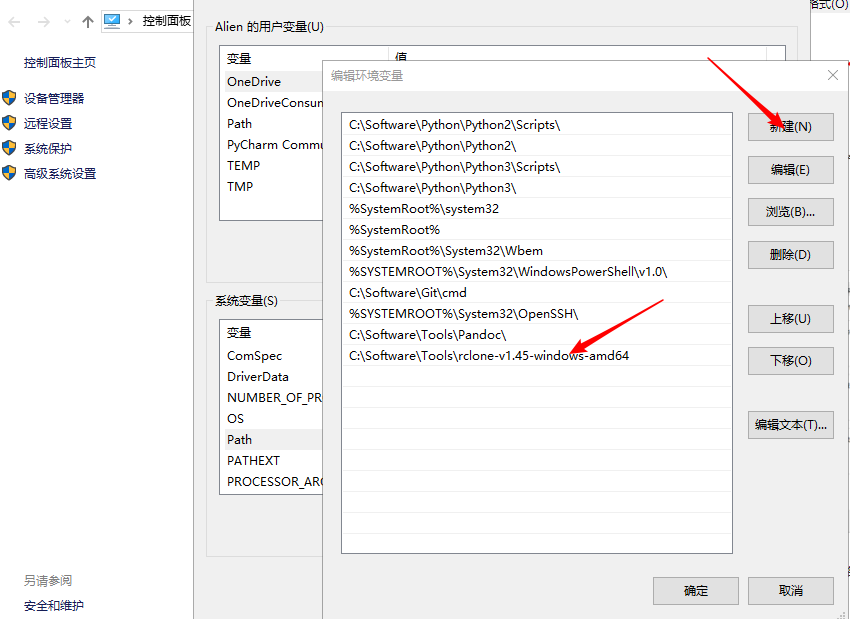 控制面板
格式(O)
控制面板主页
设备管理器
远程设置
系统保护
高级系统设置
另请参阅
安全和维护
Alien 的用户变量(U)
变量
值
OneDrive
OneDriveConsum
Path
PyCharm Commu
TEMP
TMP
系统变量(S)
变量
ComSpec
DriverData
NUMBER_OF_PR
OS
Path
PATHEXT
PROCESSOR_ARC
编辑环境变量
C:\Software\Python\Python2\Scripts\
C:\Software\Python\Python2\
C:\Software\Python\Python3\Scripts\
C:\Software\Python\Python3\
%SystemRoot%\system32
%SystemRoot%
%SystemRoot%\System32\Wbem
%SYSTEMROOT%\System32\WindowsPowerShell\v1.0\
C:\Software\Git\cmd
%SYSTEMROOT%\System32\OpenSSH\
C:\Software\Tools\Pandoc\
C:\Software\Tools\rclone-v1.45-windows-amd64
新建(N)
编辑(E)
浏览(B)...
删除(D)
上移(U)
下移(O)
编辑文本(T)...
确定
取消